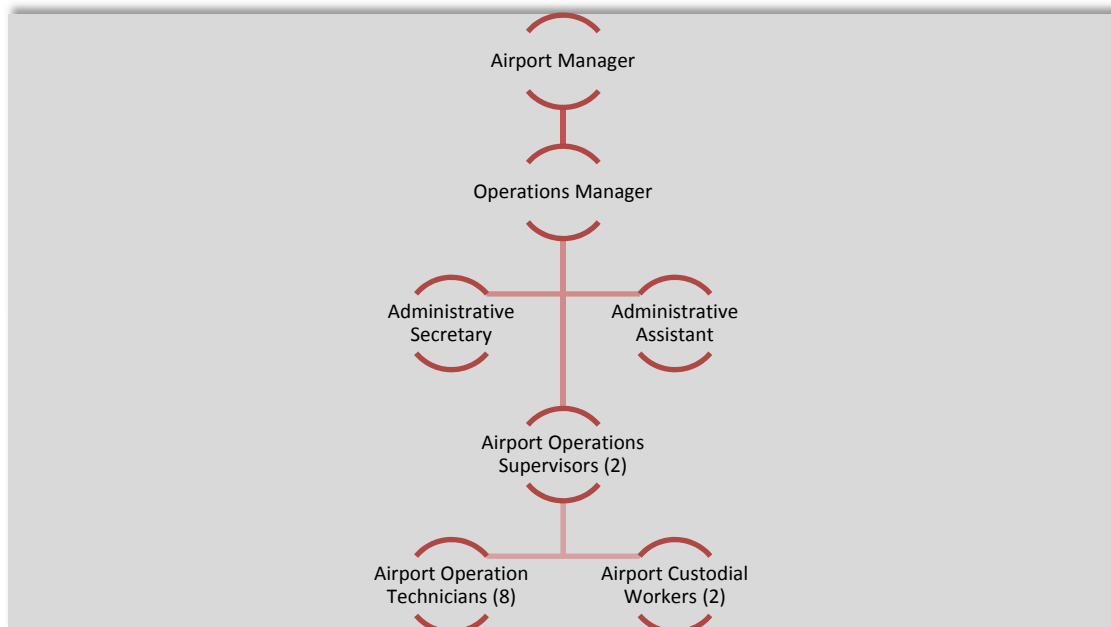 Airport Manager
Operations Manager
Administrative
Secretary
Administrative
Assistant
Airport Operations
Supervisors (2)
Airport Operation
Technicians (8)
Airport Custodial
Workers (2)